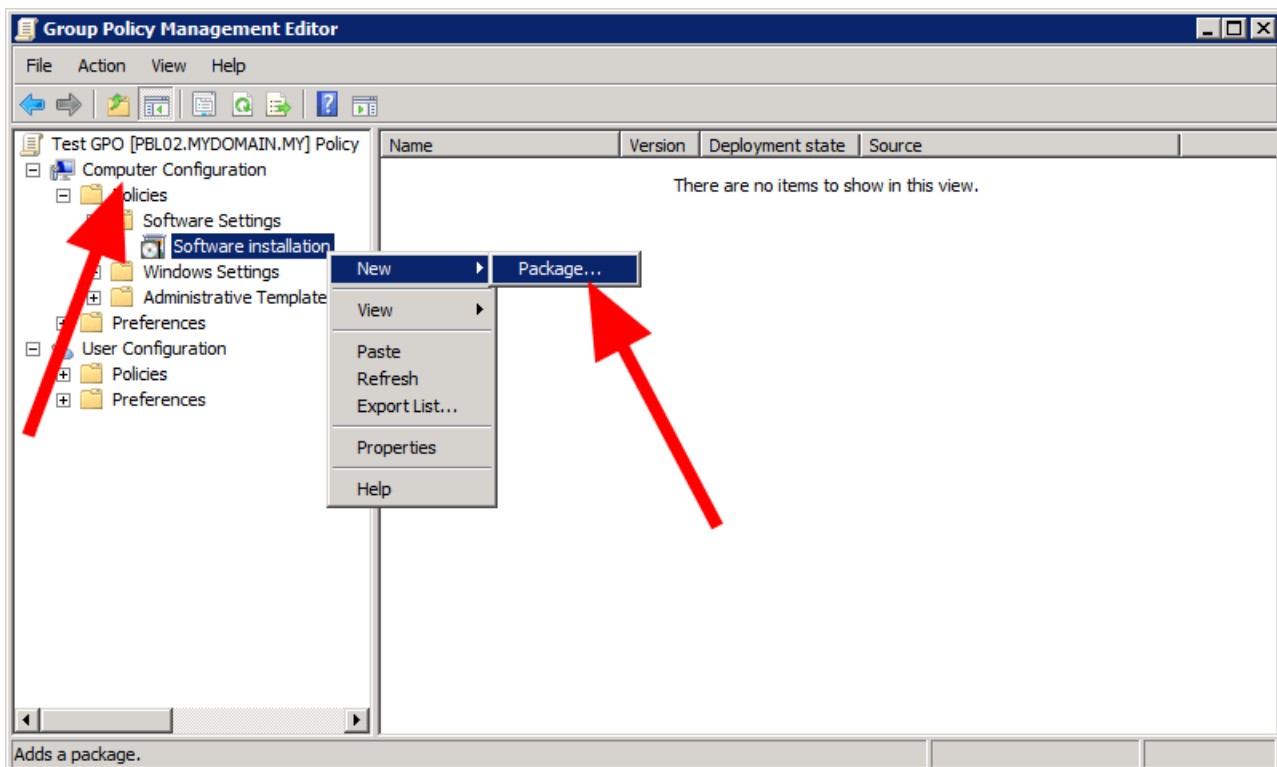 Group Policy Management Editor
File Action View Help
Test GPO [PBL02.MYDOMAIN.MY] Policy
Name Version Deployment state Source
Computer Configuration
There are no items to show in this view.
Policies
Software Settings
Software installation
New Package...
Windows Settings
Administrative Template
View
Preferences
User Configuration
Paste
Policies
Refresh
Preferences
Export List...
Properties
Help
Adds a package.